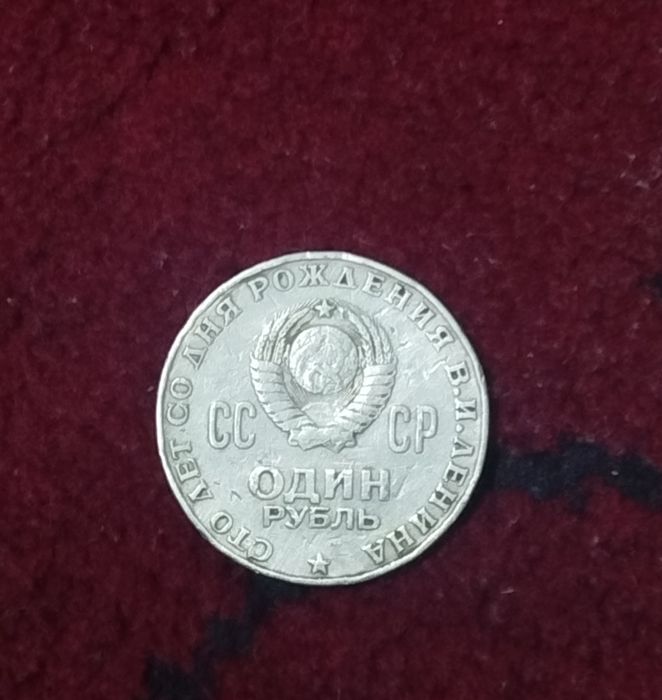 СТО ЛЕТ СО ДНЯ РОЖДЕНИЯ В.И.ЛЕНИНА
СС СР
ОДИН
РУБЛЬ